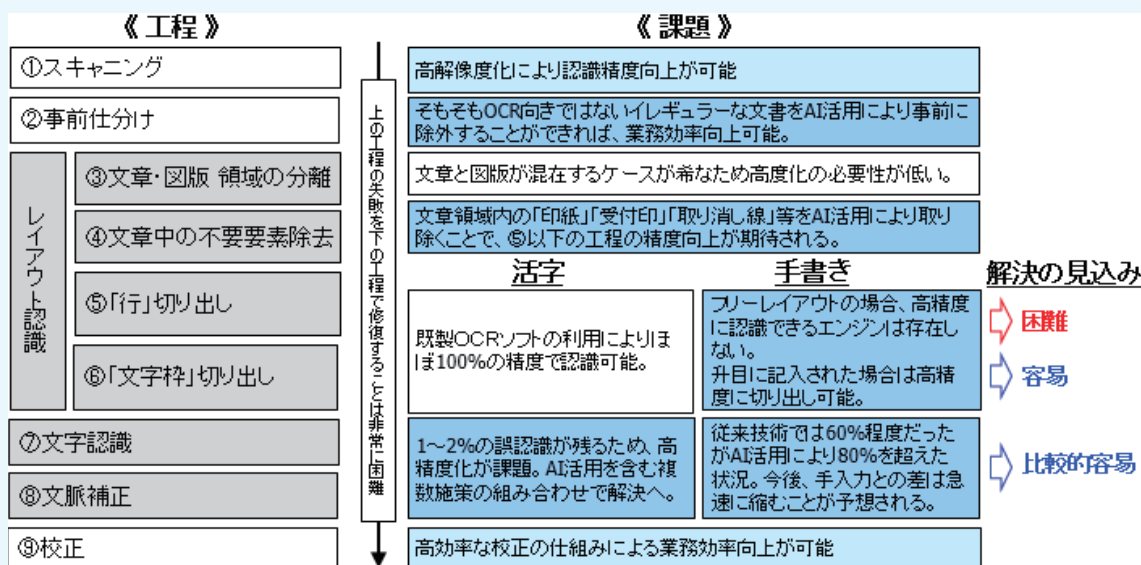 《 工程 》
《 課題 》
①スキャニング
高解像度化により認識精度向上が可能
②事前仕分け
そもそもOCR向きではないイレギュラーな文書をAI活用により事前に
除外することができれば、業務効率向上可能。
上の工程の失敗を下の工程で修復することは非常に困難
レイアウト認識
③文章・図版 領域の分離
文章と図版が混在するケースが希なため高度化の必要性が低い。
④文章中の不要要素除去
文章領域内の「印紙」「受付印」「取り消し線」等をAI活用により取り
除くことで、⑥以下の工程の精度向上が期待される。
活字
手書き
解決の見込み
⑤「行」切り出し
⑥「文字枠」切り出し
既製OCRソフトの利用によりほ
ぼ100%の精度で認識可能。
フリーレイアウトの場合、高精度
に認識できるエンジンは存在し
ない。
升目に記入された場合は高精
度に切り出し可能。
困難
容易
⑦文字認識
⑧文脈補正
1～2%の誤認識が残るため、高
精度化が課題。AI活用を含む複
数施策の組み合わせで解決へ。
従来技術では60%程度だった
がAI活用により80%を超えた
状況。今後、手入力との差は急
速に縮むことが予想される。
比較的容易
⑨校正
高効率な校正の仕組みによる業務効率向上が可能